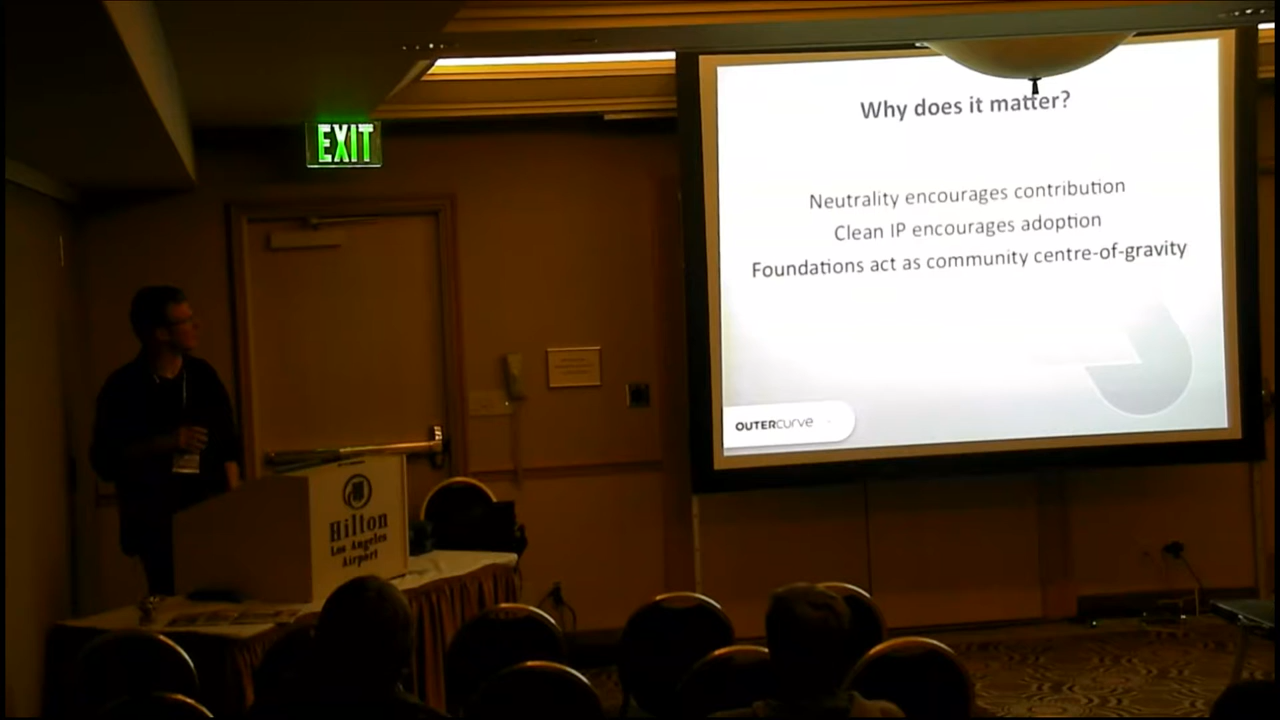 EXIT
Why does it matter?
Neutrality encourages contribution
Clean IP encourages adoption
Foundations act as community centre-of-gravity
OUTERCURVE
Hilton
Los Angeles
Airport